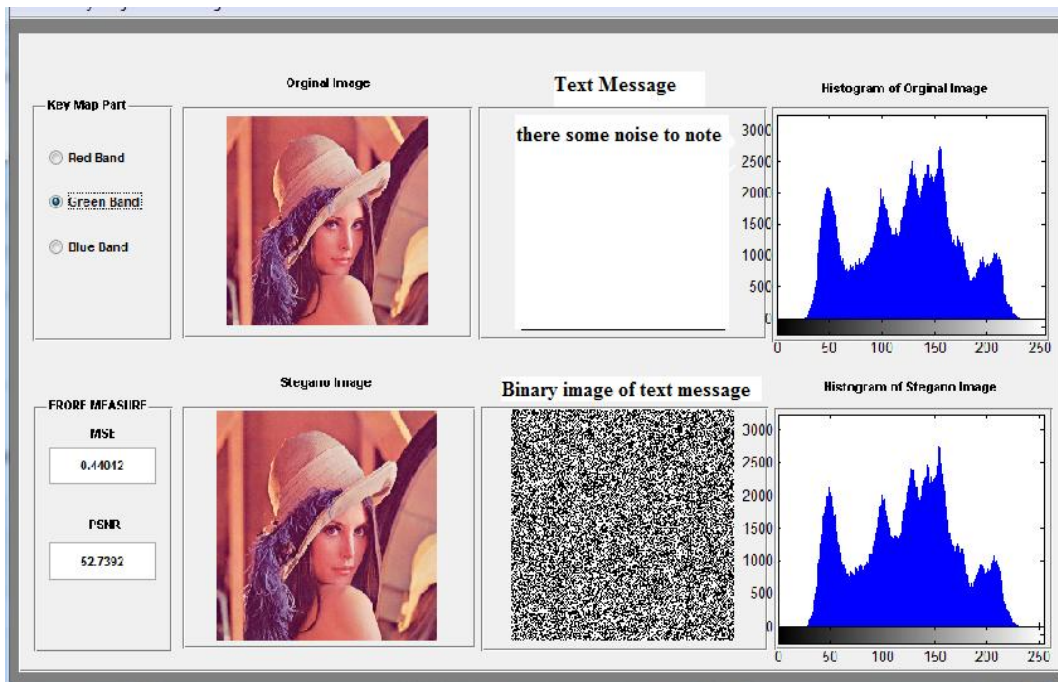 Key Map Part
Red Band
Green Band
Blue Band
Orginal Image
Text Message
there some noise to note
Histogram of Orginal Image
3000
2500
2000
1500
1000
500
0
0 50 100 150 200 250
ERORE MEASURE
MSE
0.44042
PSNR
52.7392
Stegano Image
Binary image of text message
Histogram of Stegano Image
3000
2500
2000
1500
1000
500
0
0 50 100 150 200 250